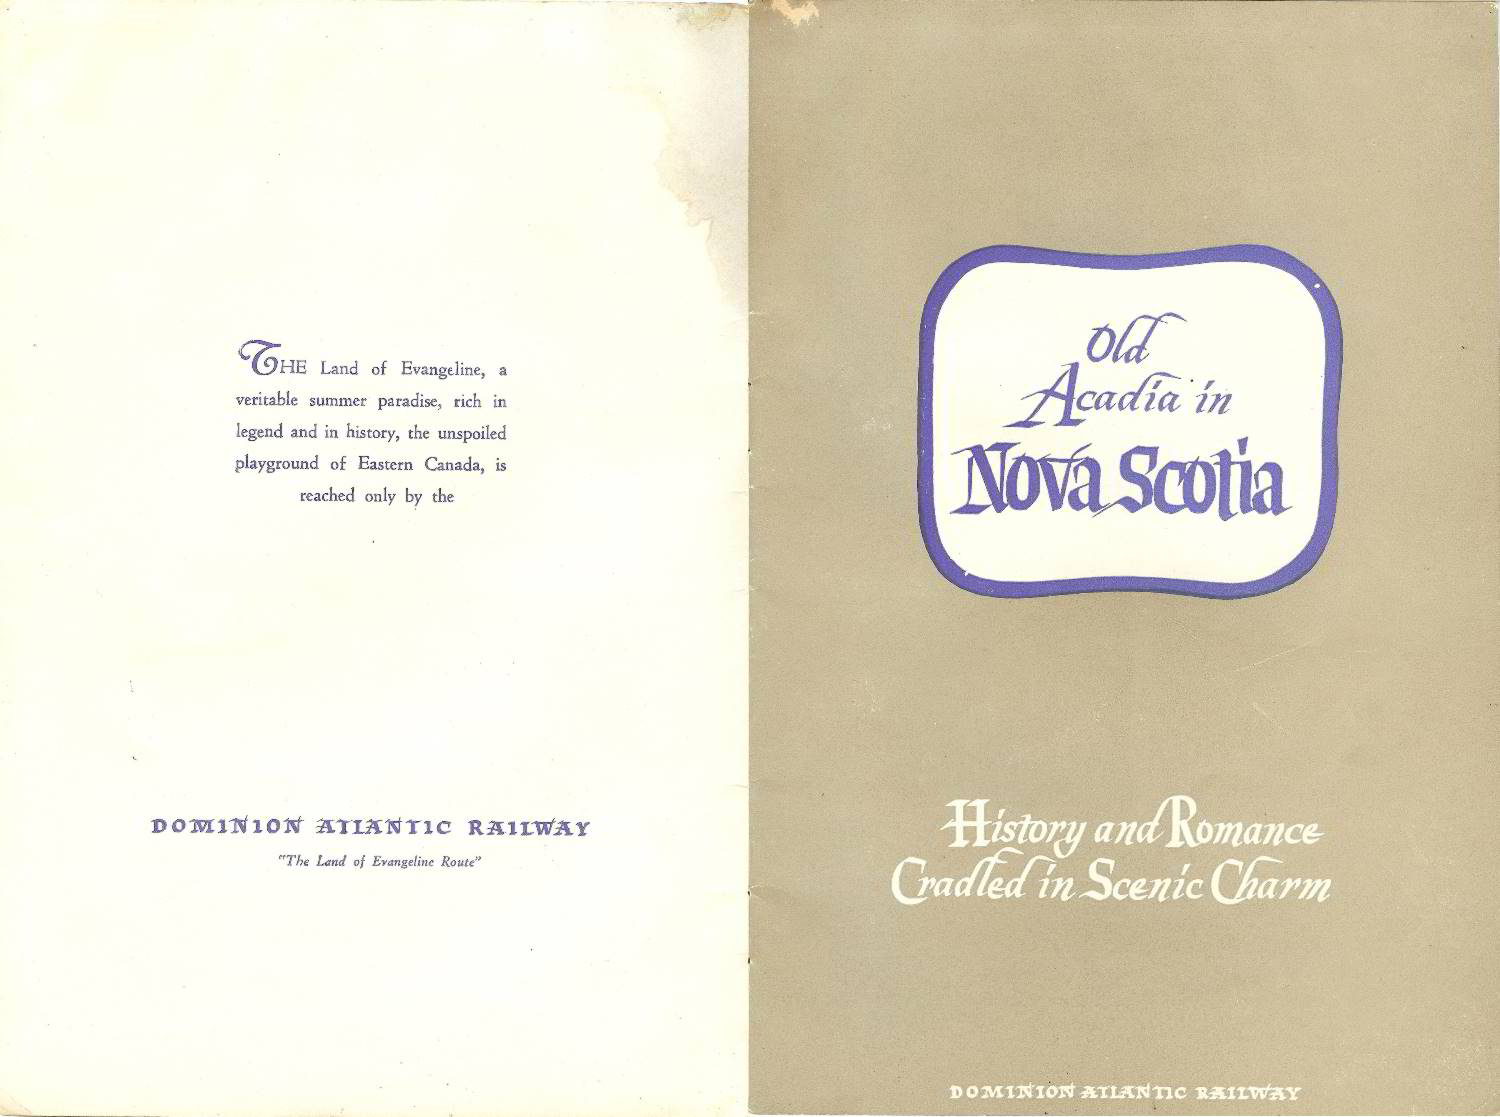 THE Land of Evangeline, a
veritable summer paradise, rich in
legend and in history, the unspoiled
playground of Eastern Canada, is
reached only by the
DOMINION ATLANTIC RAILWAY
"The Land of Evangeline Route"
Old
Acadia in
Nova Scotia
History and Romance
Cradled in Scenic Charm
DOMINION ATLANTIC RAILWAY